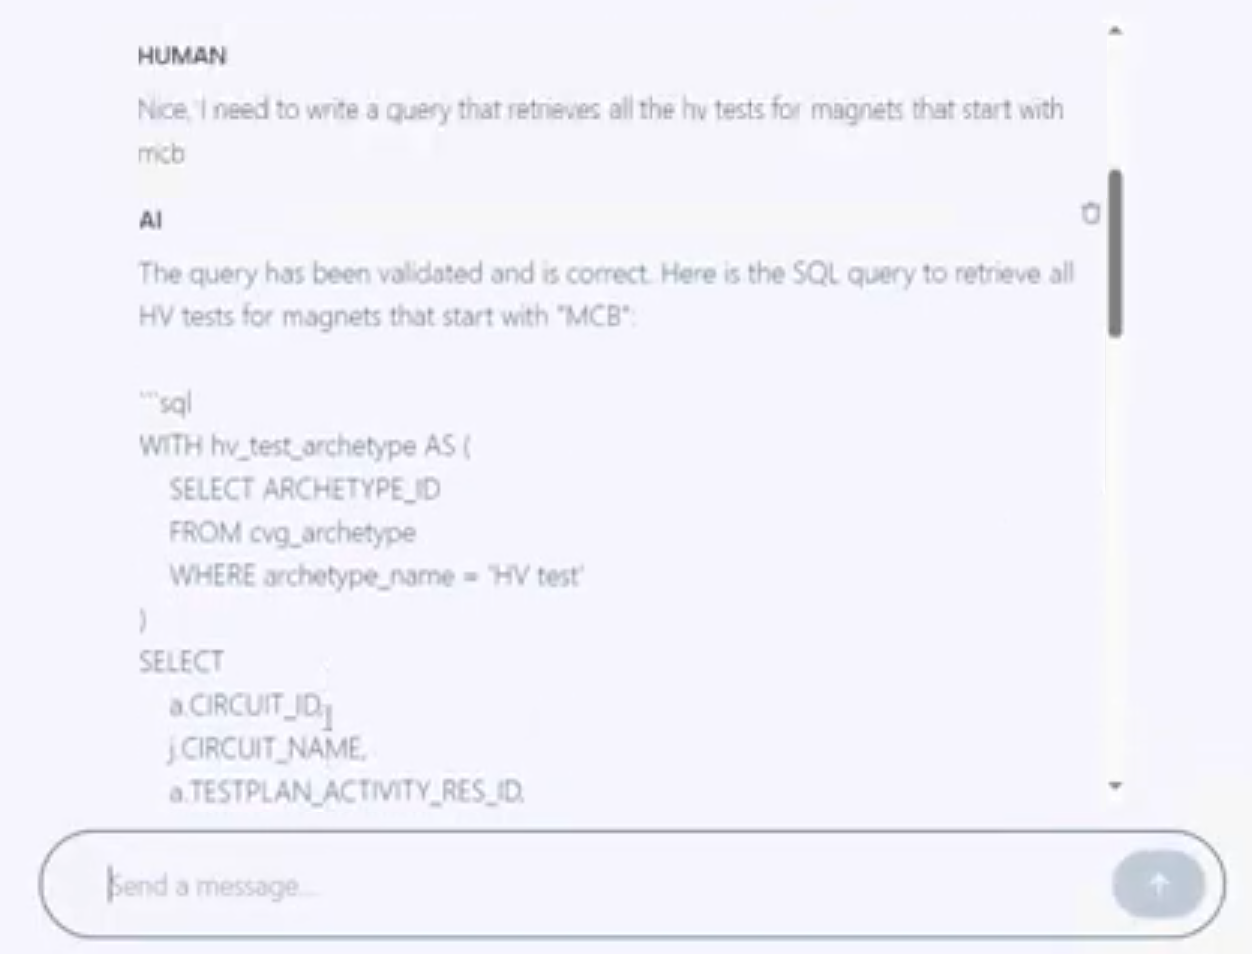 HUMAN
Nice, I need to write a query that retrieves all the hv tests for magnets that start with
mcb
AI
The query has been validated and is correct. Here is the SQL query to retrieve all
HV tests for magnets that start with "MCB":
```sql
WITH hv_test_archetype AS (
SELECT ARCHETYPE_ID
FROM cvg_archetype
WHERE archetype_name = 'HV test'
)
SELECT
a.CIRCUIT_ID,
j.CIRCUIT_NAME,
a.TESTPLAN_ACTIVITY_RES_ID,
Send a message...